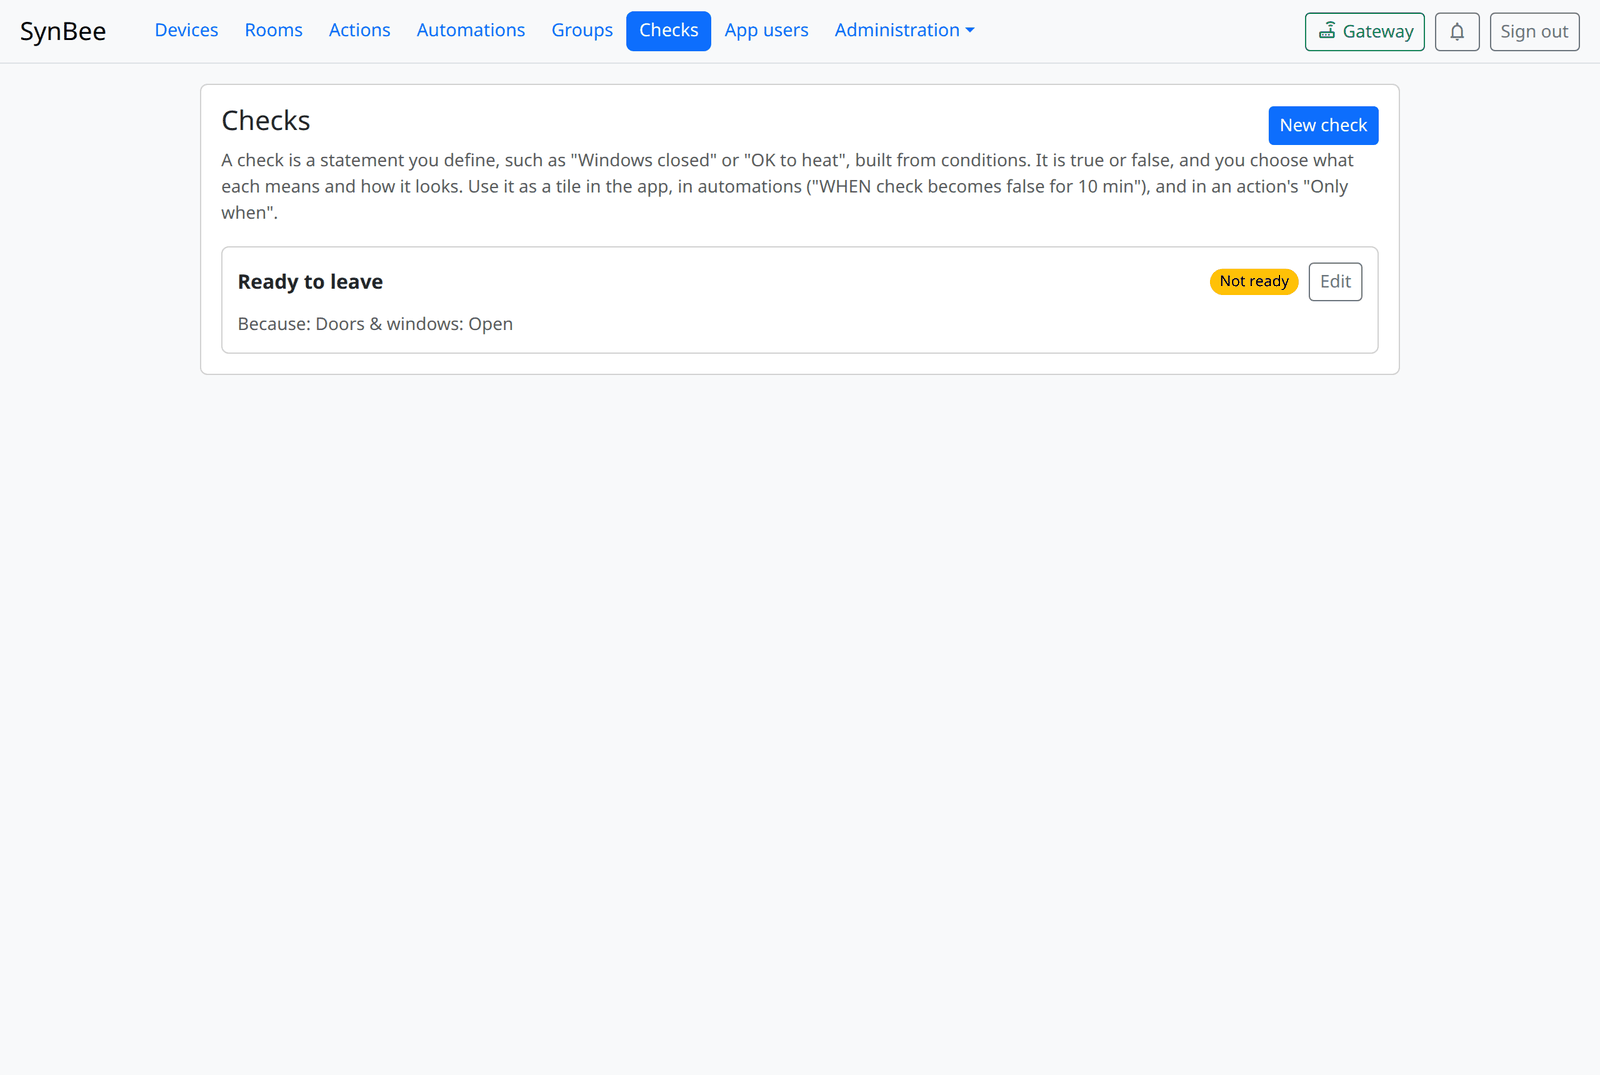 SynBee
Devices
Rooms
Actions
Automations
Groups
Checks
App users
Administration
Gateway
Sign out
Checks
New check
A check is a statement you define, such as "Windows closed" or "OK to heat", built from conditions. It is true or false, and you choose what
each means and how it looks. Use it as a tile in the app, in automations ("WHEN check becomes false for 10 min"), and in an action's "Only
when".
Ready to leave
Not ready
Edit
Because: Doors & windows: Open